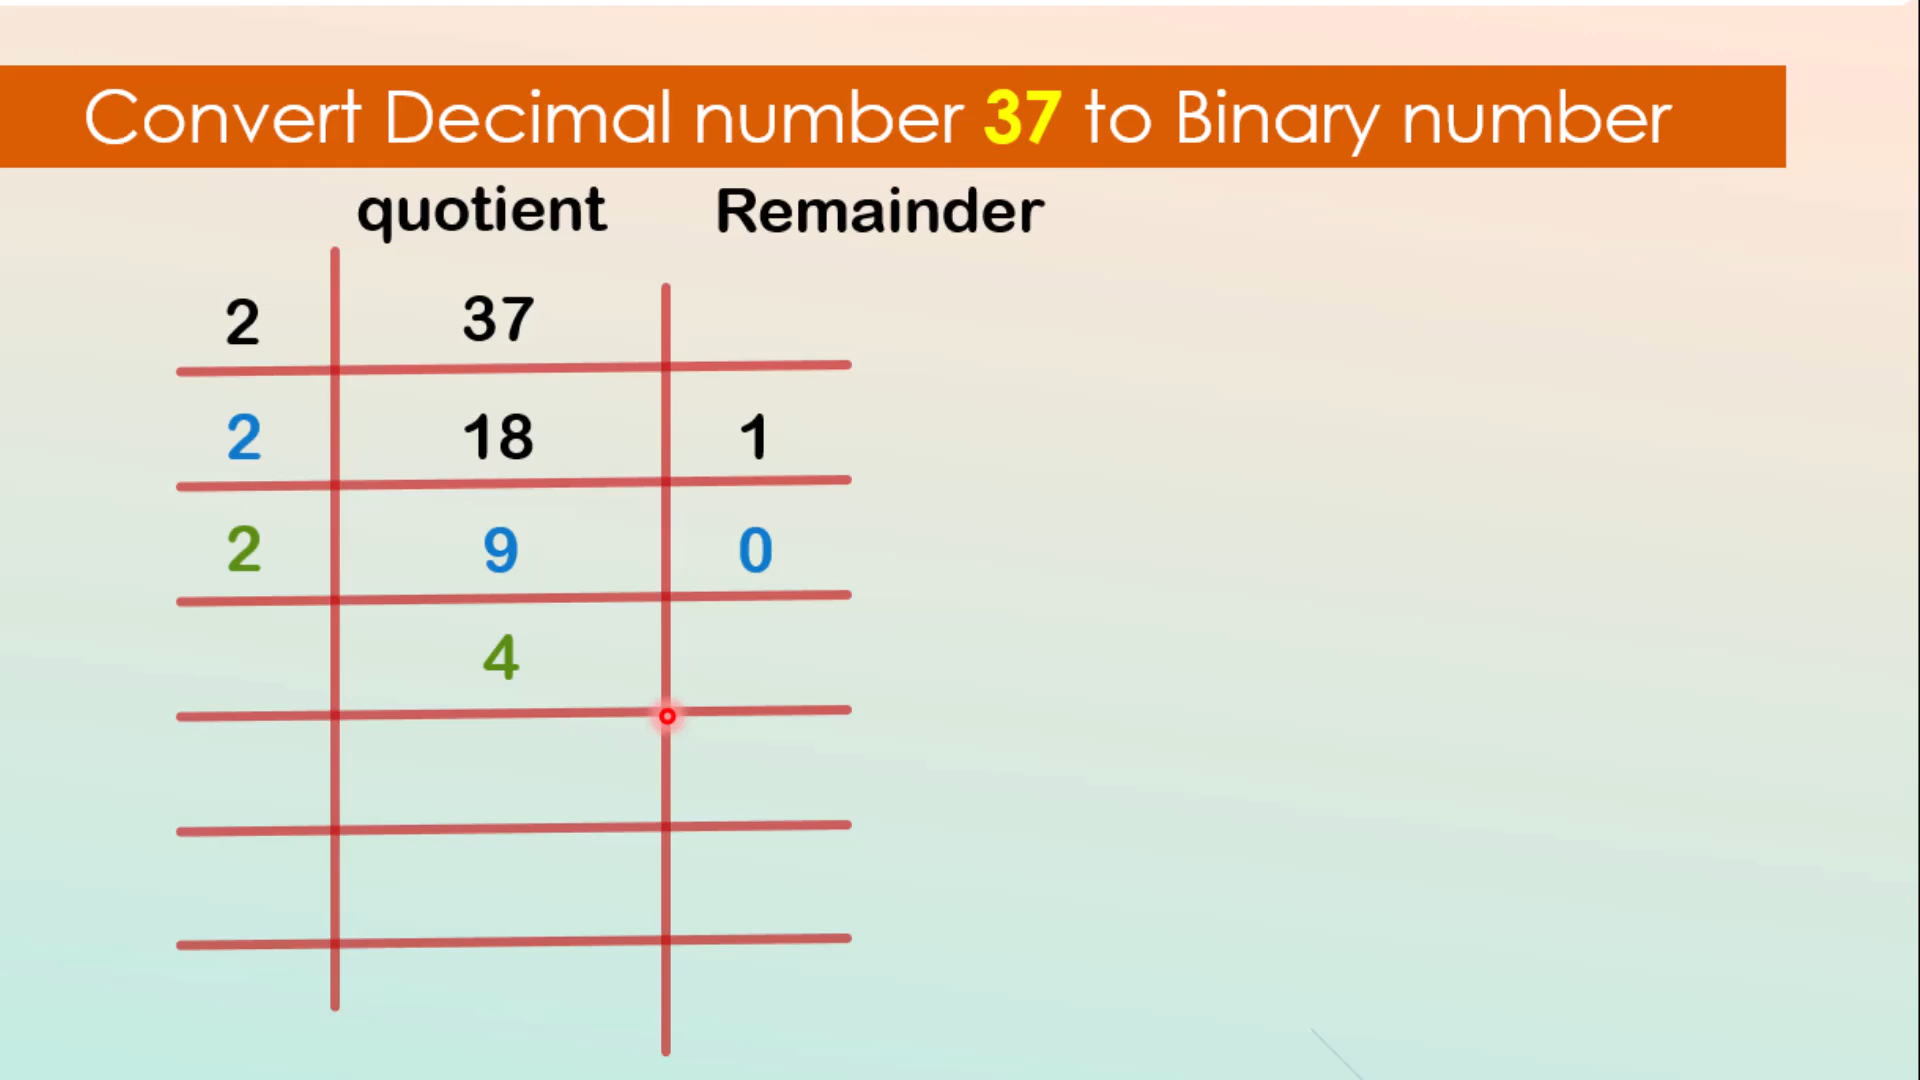 Convert Decimal number 37 to Binary number
quotient Remainder
2 37
2 18 1
2 9 0
4